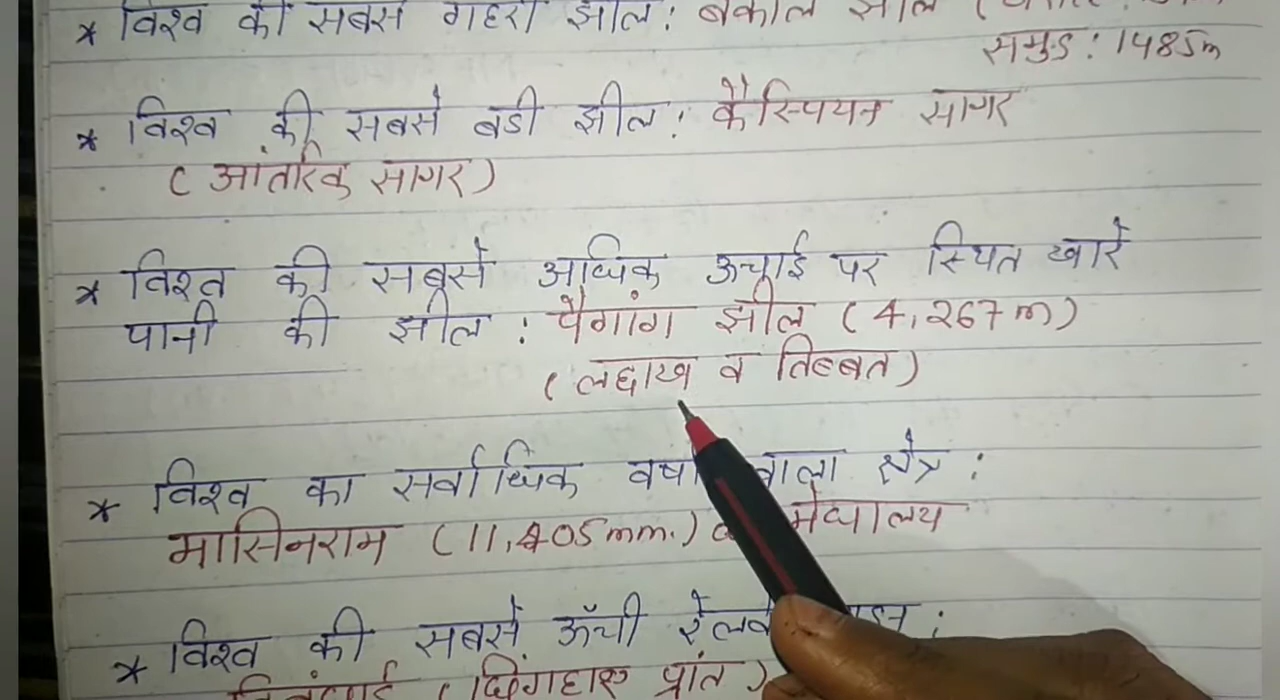 * विश्व की सबसे गहरी झील: बैकाल झील
समुद्र: 1485m
* विश्व की सबसे बडी झील: कैस्पियन सागर
(आंतरिक सागर)
* विश्व की सबसे अधिक ऊचाई पर स्थित खारे
पानी की झील : पैंगांग झील (4,267m)
(लद्दाख व तिब्बत)
* विश्व का सर्वाधिक वर्षा वाला क्षेत्र :
मासिनराम (11,405mm.) मेघालय
* विश्व की सबसे ऊँची रेलवे :
प्रांत)